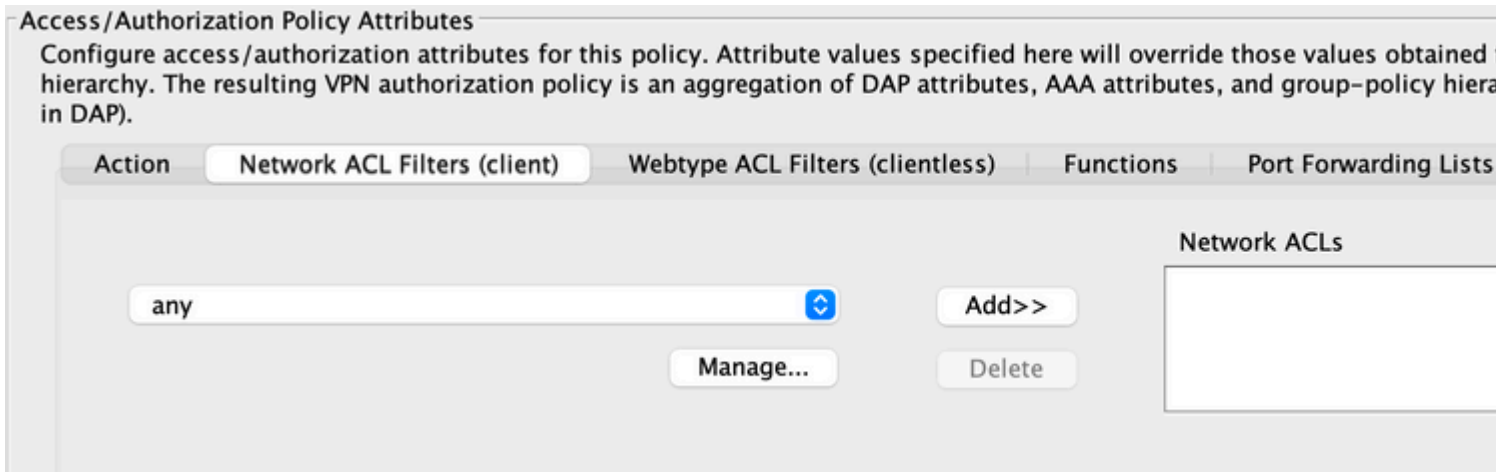 Access/Authorization Policy Attributes
Configure access/authorization attributes for this policy. Attribute values specified here will override those values obtained
hierarchy. The resulting VPN authorization policy is an aggregation of DAP attributes, AAA attributes, and group-policy
in DAP).
Action Network ACL Filters (client) Webtype ACL Filters (clientless) Functions Port Forwarding Lists
Network ACLs
any Add>>
Manage... Delete